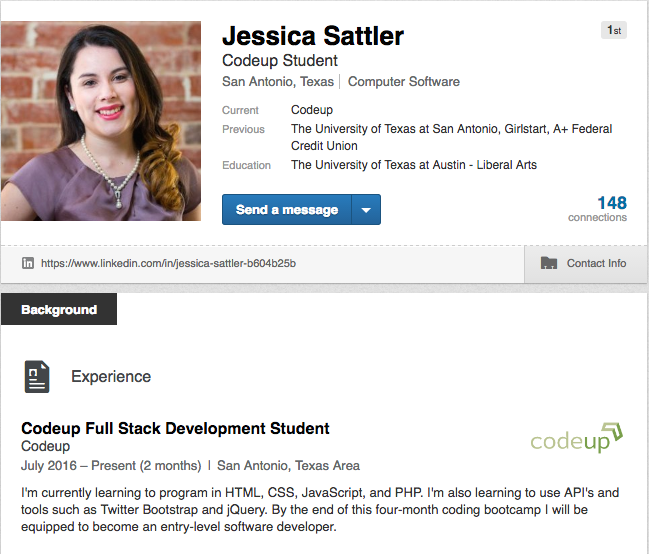 Jessica Sattler
1st
Codeup Student
San Antonio, Texas | Computer Software
Current Codeup
Previous The University of Texas at San Antonio, Girlstart, A+ Federal
Credit Union
Education The University of Texas at Austin - Liberal Arts
Send a message
148
connections
https://www.linkedin.com/in/jessica-sattler-b604b25b
Contact Info
Background
Experience
Codeup Full Stack Development Student
Codeup
July 2016 – Present (2 months) | San Antonio, Texas Area
codeup
I'm currently learning to program in HTML, CSS, JavaScript, and PHP. I'm also learning to use API's and
tools such as Twitter Bootstrap and jQuery. By the end of this four-month coding bootcamp I will be
equipped to become an entry-level software developer.